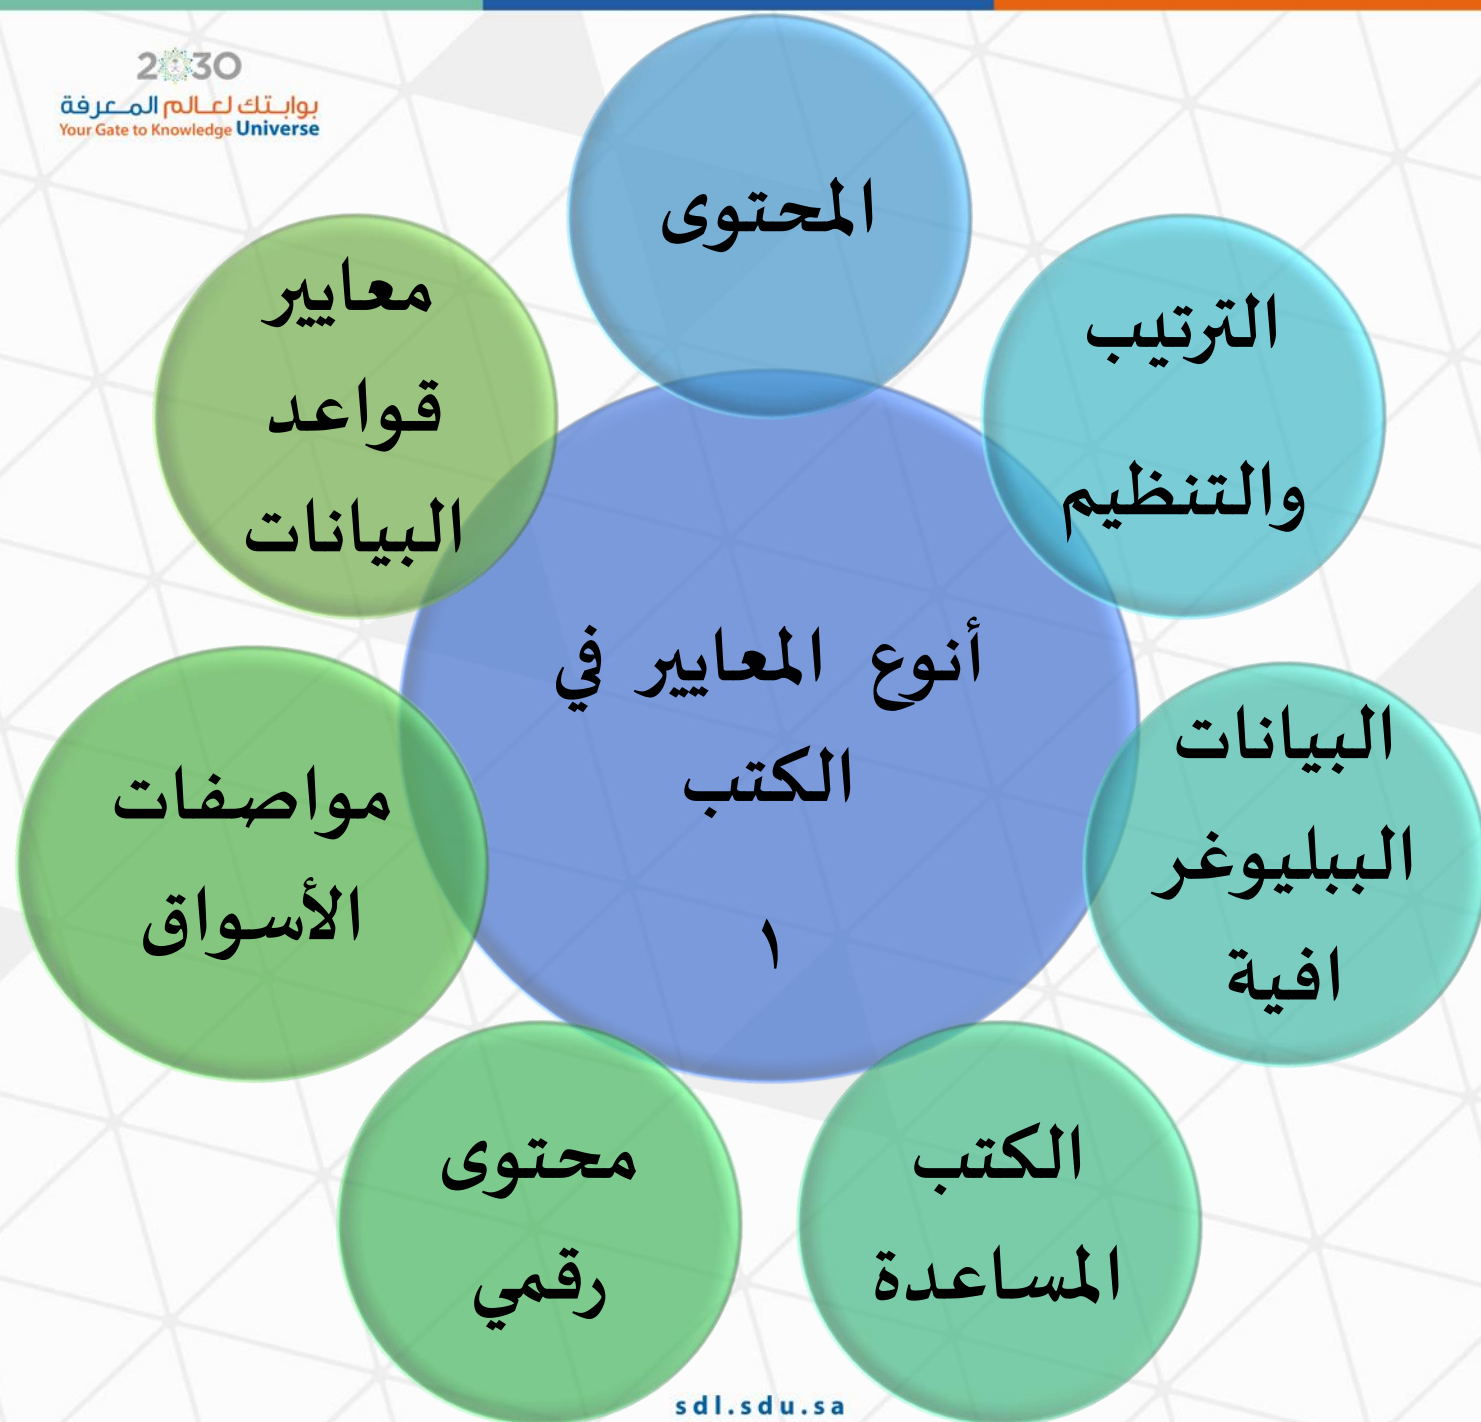 2030
بوابتك لعالم المعرفة
Your Gate to Knowledge Universe
المحتوى
الترتيب
والتنظيم
البيانات
الببليوغر
افية
الكتب
المساعدة
محتوى
رقمي
مواصفات
الأسواق
معايير
قواعد
البيانات
أنوع المعايير في
الكتب
١
sdl.sdu.sa